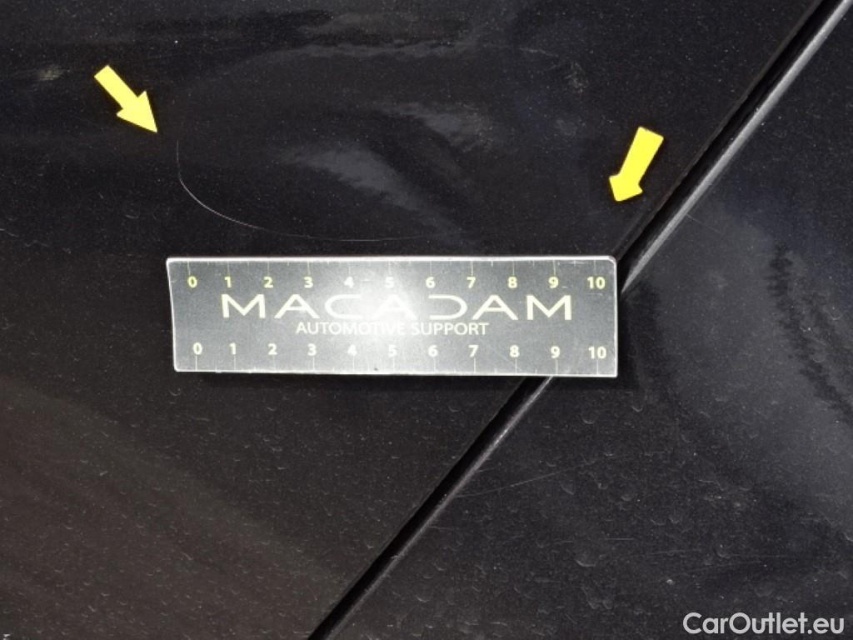 0 1 2 3 4 5 6 7 8 9 10
MACADAM
AUTOMOTIVE SUPPORT
0 1 2 3 4 5 6 7 8 9 10
CarOutlet.eu